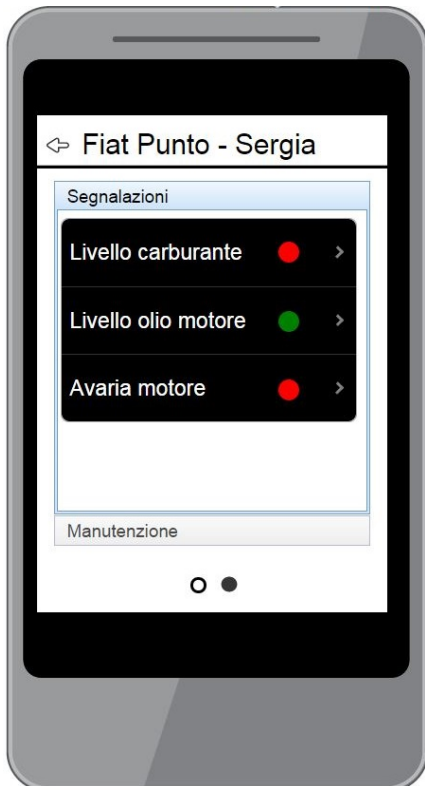 Fiat Punto - Sergia
Segnalazioni
Livello carburante
Livello olio motore
Avaria motore
Manutenzione